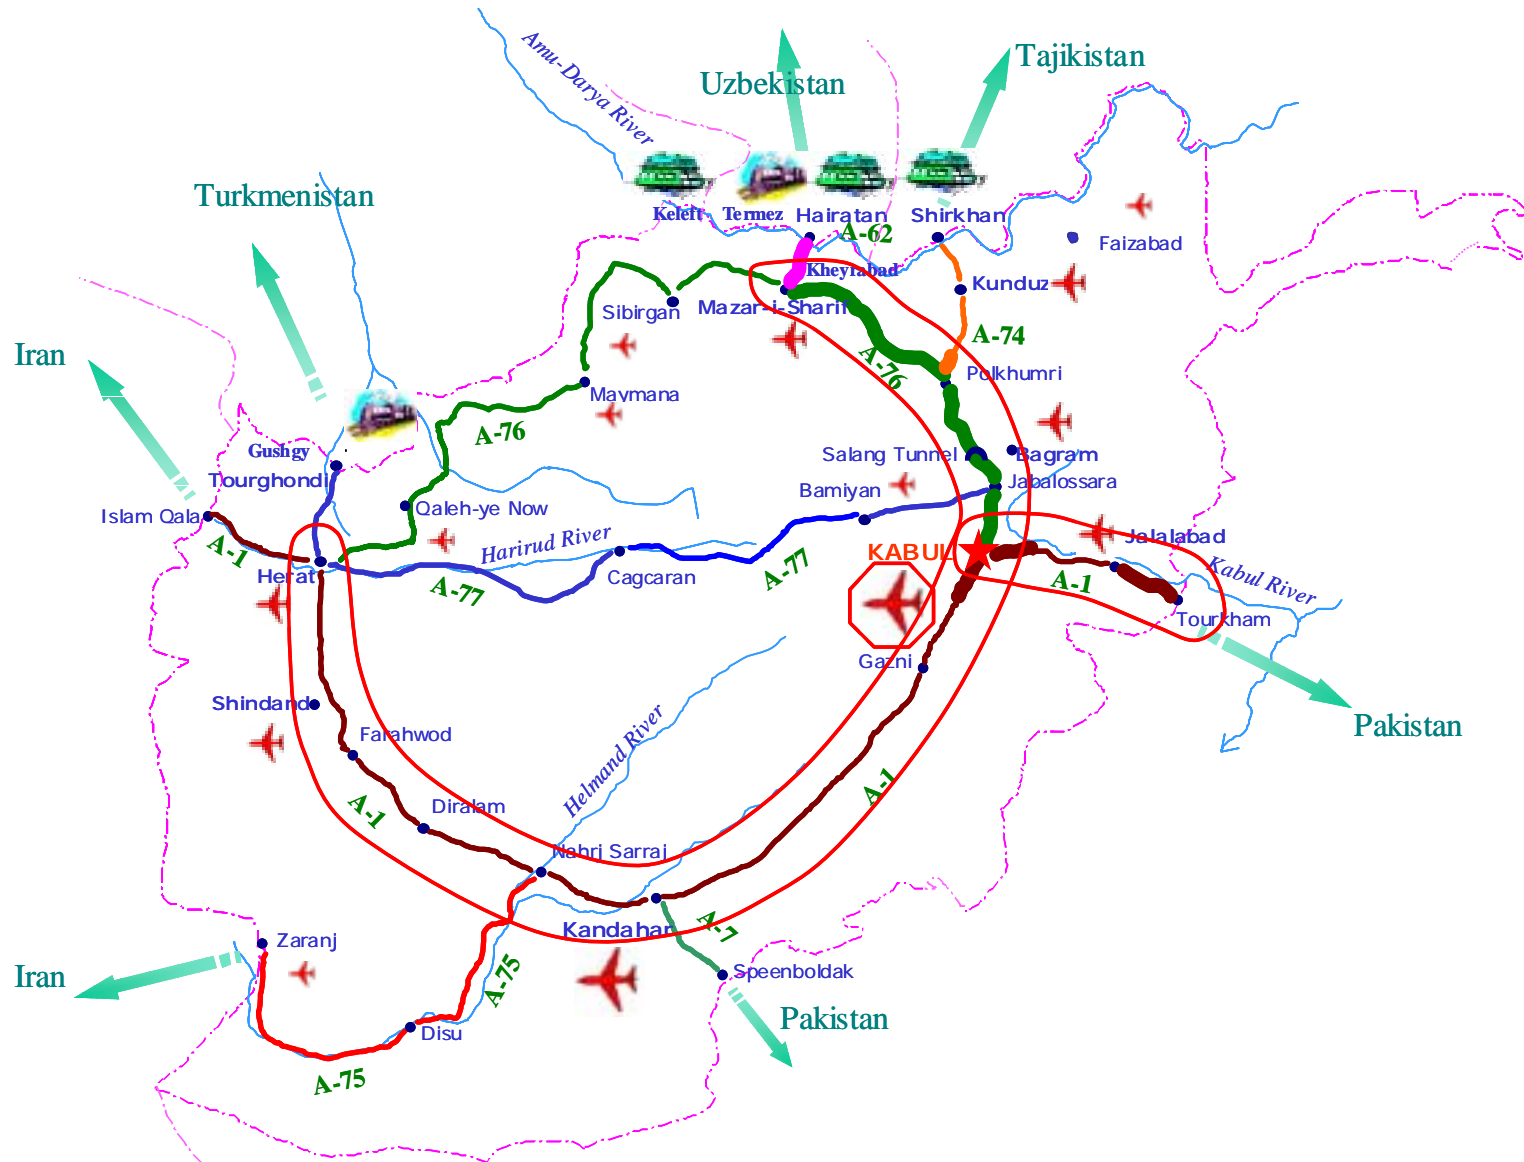 Tajikistan
Amu-Darya River
Uzbekistan
Turkmenistan
Keleft
Termez
Hairatan
Shirkhan
A-62
Faizabad
Kheyrabad
Kunduz
Sibirgan
Mazar-i-Sharif
A-74
Iran
A-76
Polkhumri
Maymana
A-76
Gushgy
Salang Tunnel
Bagram
Tourghondi
Jabalossara
Bamiyan
Islam Qala
Qaleh-ye Now
Harirud River
Jalalabad
A-1
KABUL
Herat
Cagcaran
A-77
A-77
A-1
Kabul River
Tourkham
Gazni
Shindand
Helmand River
Pakistan
Farahwod
A-1
A-1
Diralam
Nahri Sarraj
Kandahar
A-7
Zaranj
Iran
A-75
Speenboldak
Pakistan
Disu
A-75